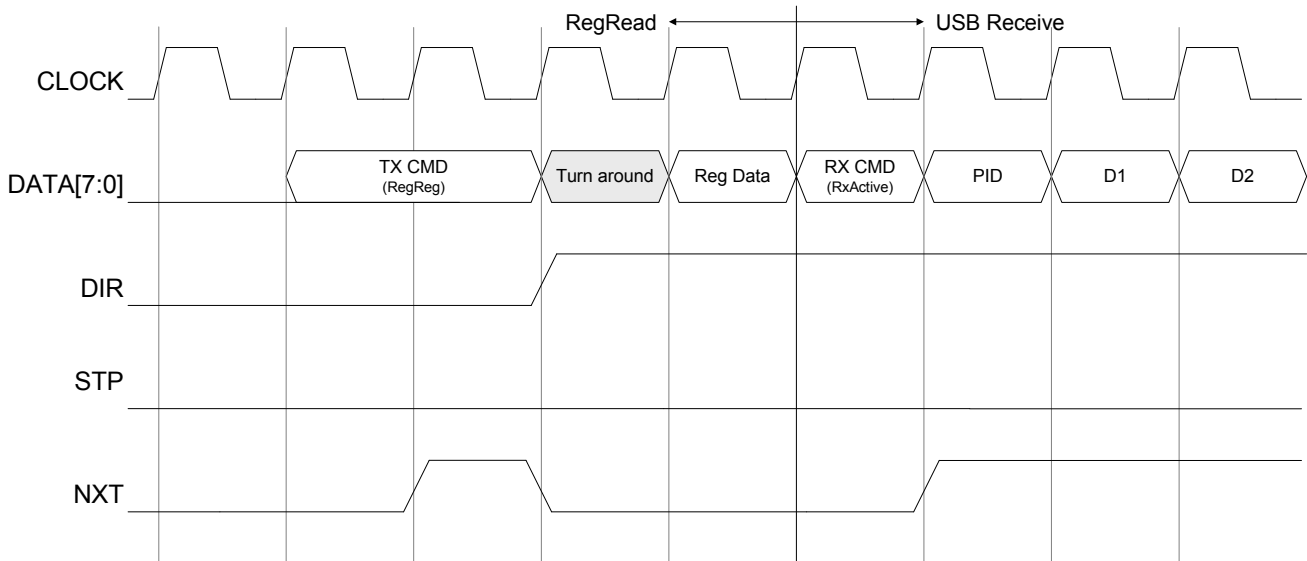 RegRead USB Receive
CLOCK
DATA[7:0] TX CMD Turn around Reg Data RX CMD PID D1 D2
(RegReg) (RxActive)
DIR
STP
NXT